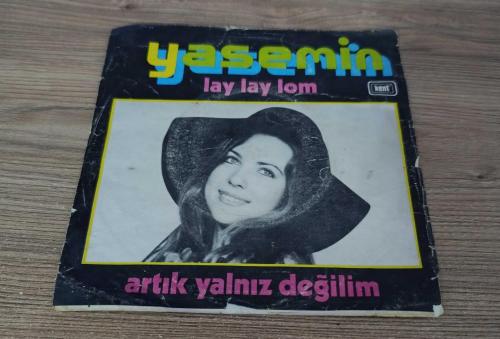 yasemin
lay lay lom
kent
artık yalnız değilim